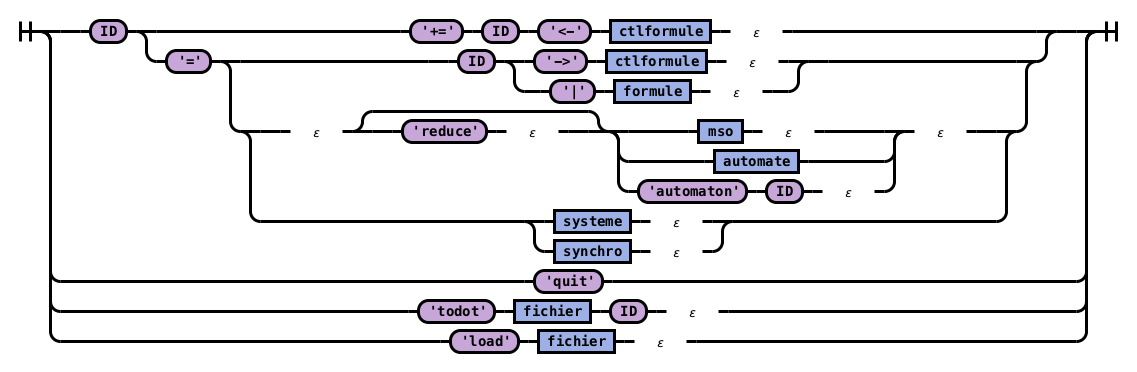 ID '+=' ID '<-' ctlformule ε
'=' ID '->' ctlformule ε
'|' formule ε
ε 'reduce' ε mso ε ε
automate
'automaton' ID ε
systeme ε
synchro ε
'quit'
'todot' fichier ID ε
'load' fichier ε